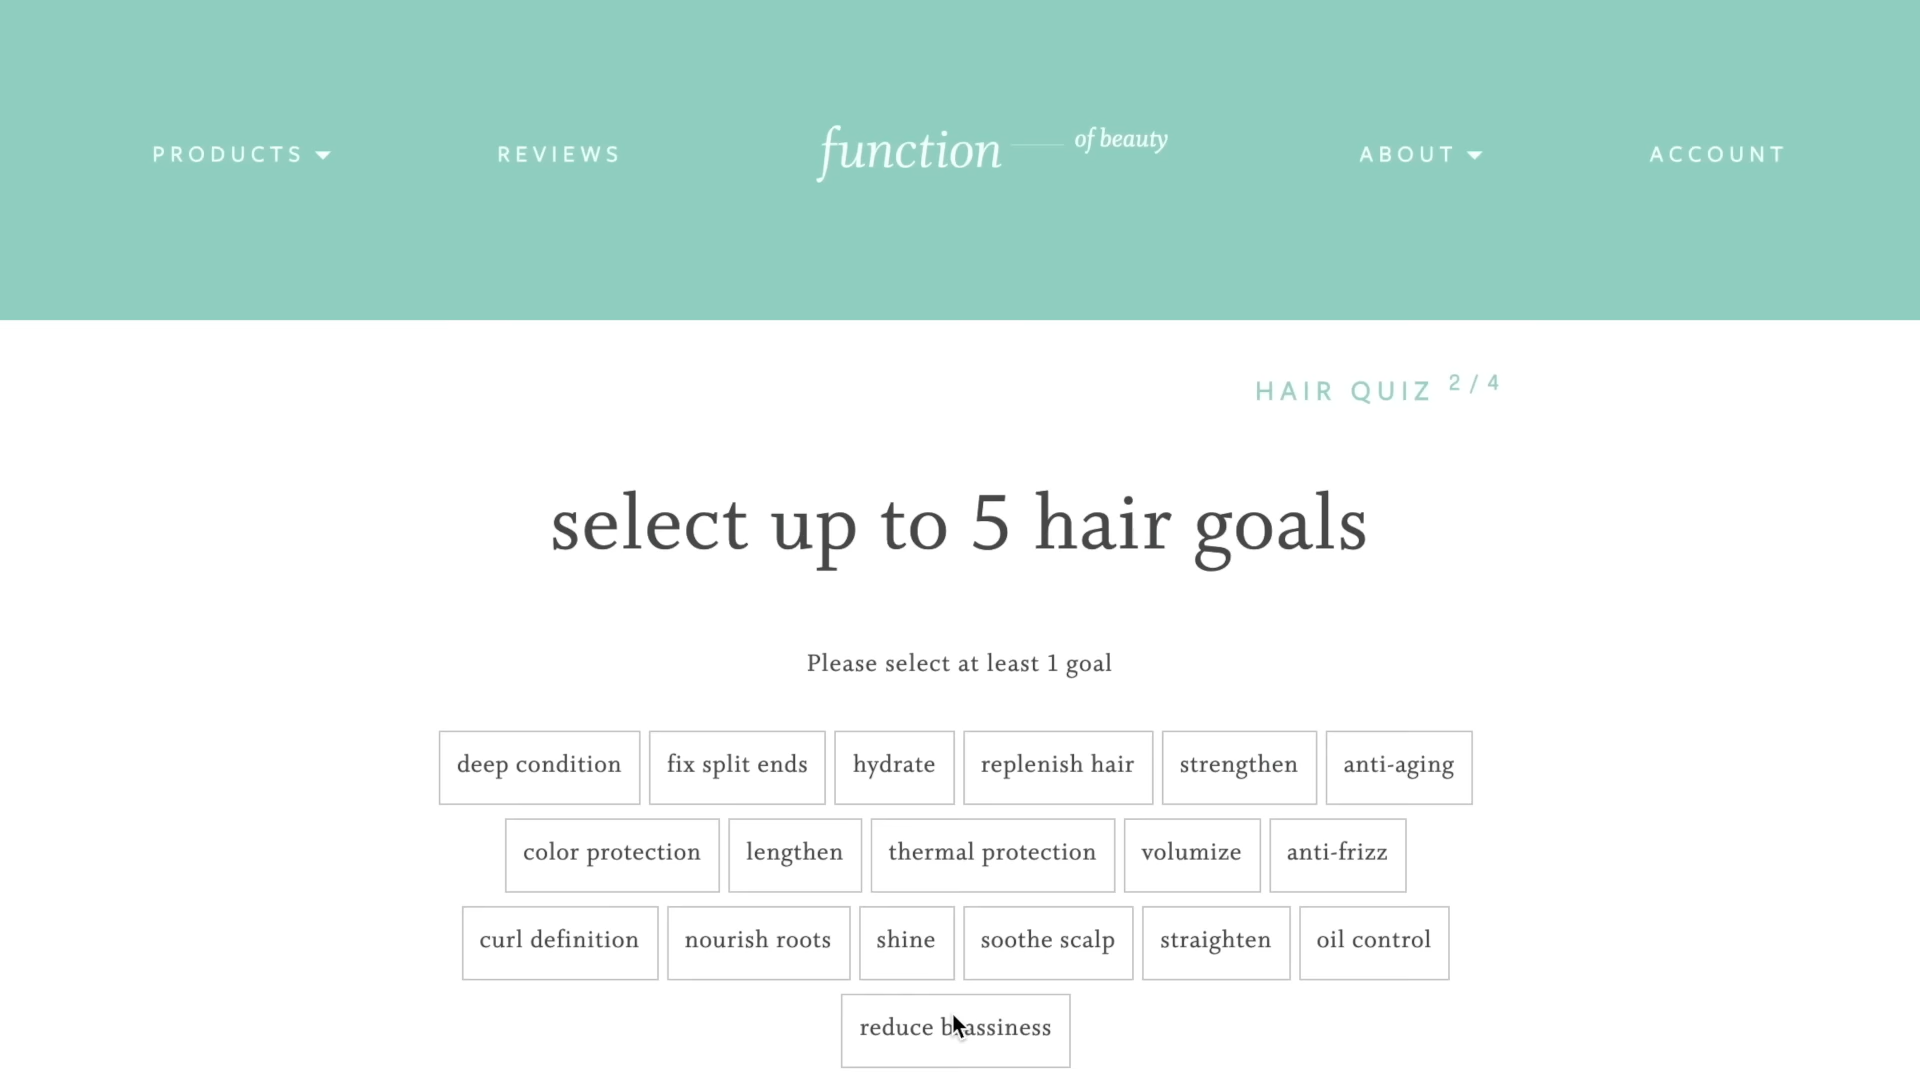 PRODUCTS REVIEWS function of beauty ABOUT ACCOUNT
HAIR QUIZ 2/4
select up to 5 hair goals
Please select at least 1 goal
deep condition fix split ends hydrate replenish hair strengthen anti-aging
color protection lengthen thermal protection volumize anti-frizz
curl definition nourish roots shine soothe scalp straighten oil control
reduce brassiness